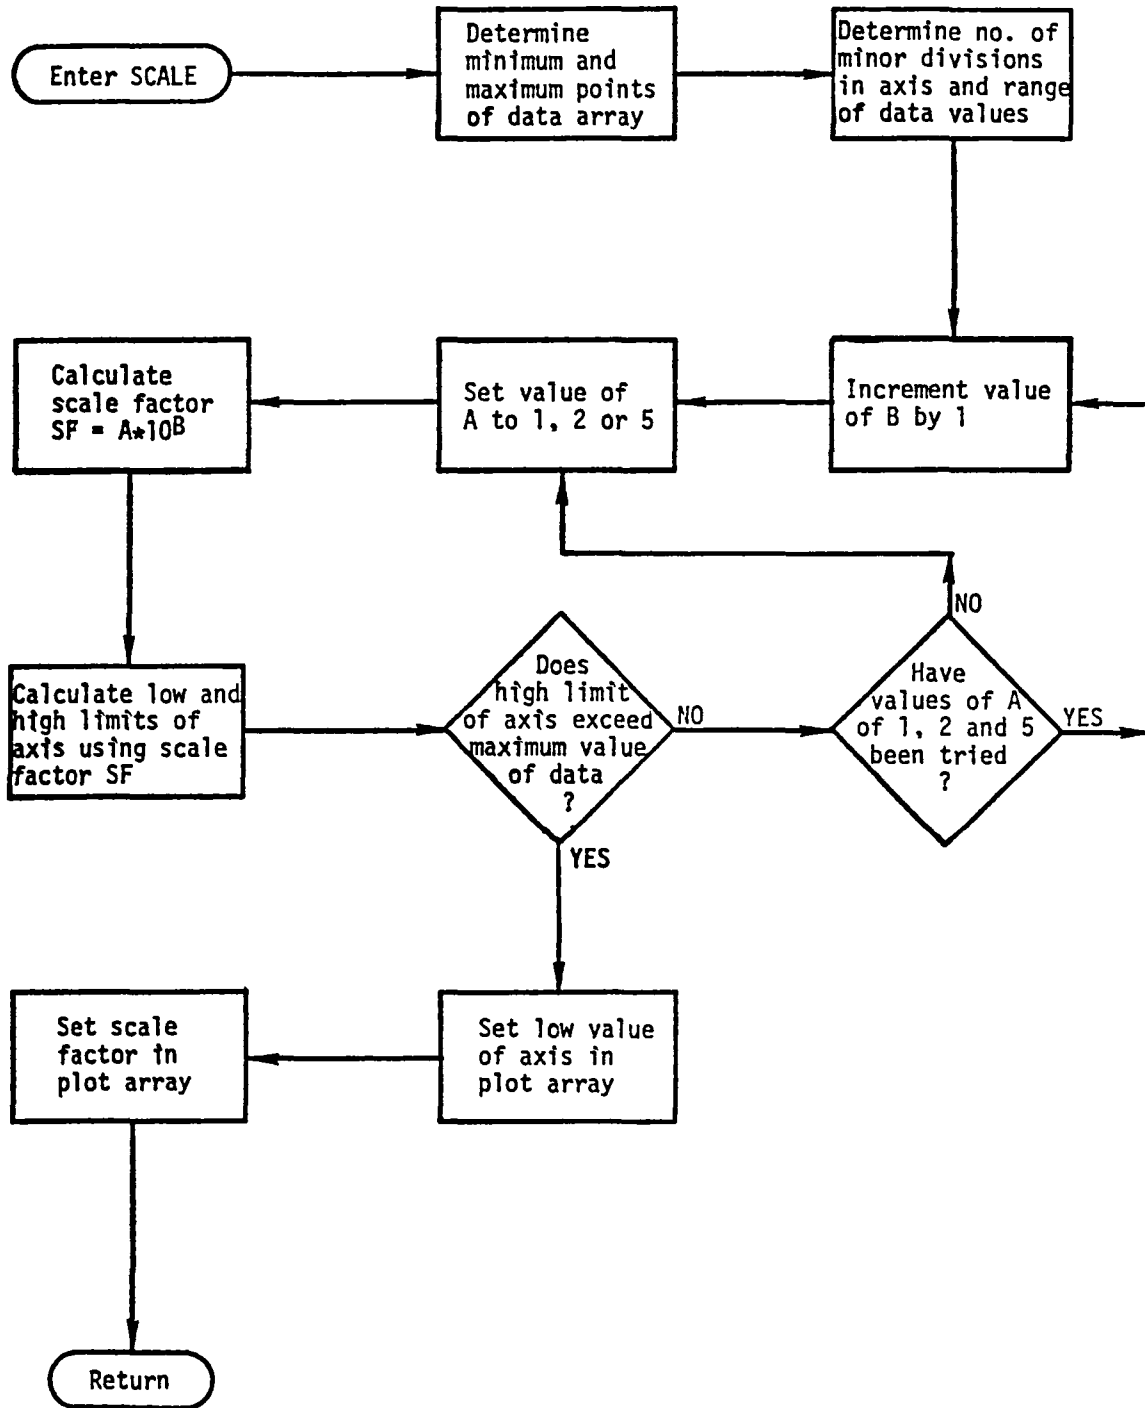 Enter SCALE
Determine
minimum and
maximum points
of data array
Determine no. of
minor divisions
in axis and range
of data values
Calculate
scale factor
SF = A*10^B
Set value of
A to 1, 2 or 5
Increment value
of B by 1
NO
Calculate low and
high limits of
axis using scale
factor SF
Does
high limit
of axis exceed
maximum value
of data
?
NO
Have
values of A
of 1, 2 and 5
been tried
?
YES
YES
Set scale
factor in
plot array
Set low value
of axis in
plot array
Return